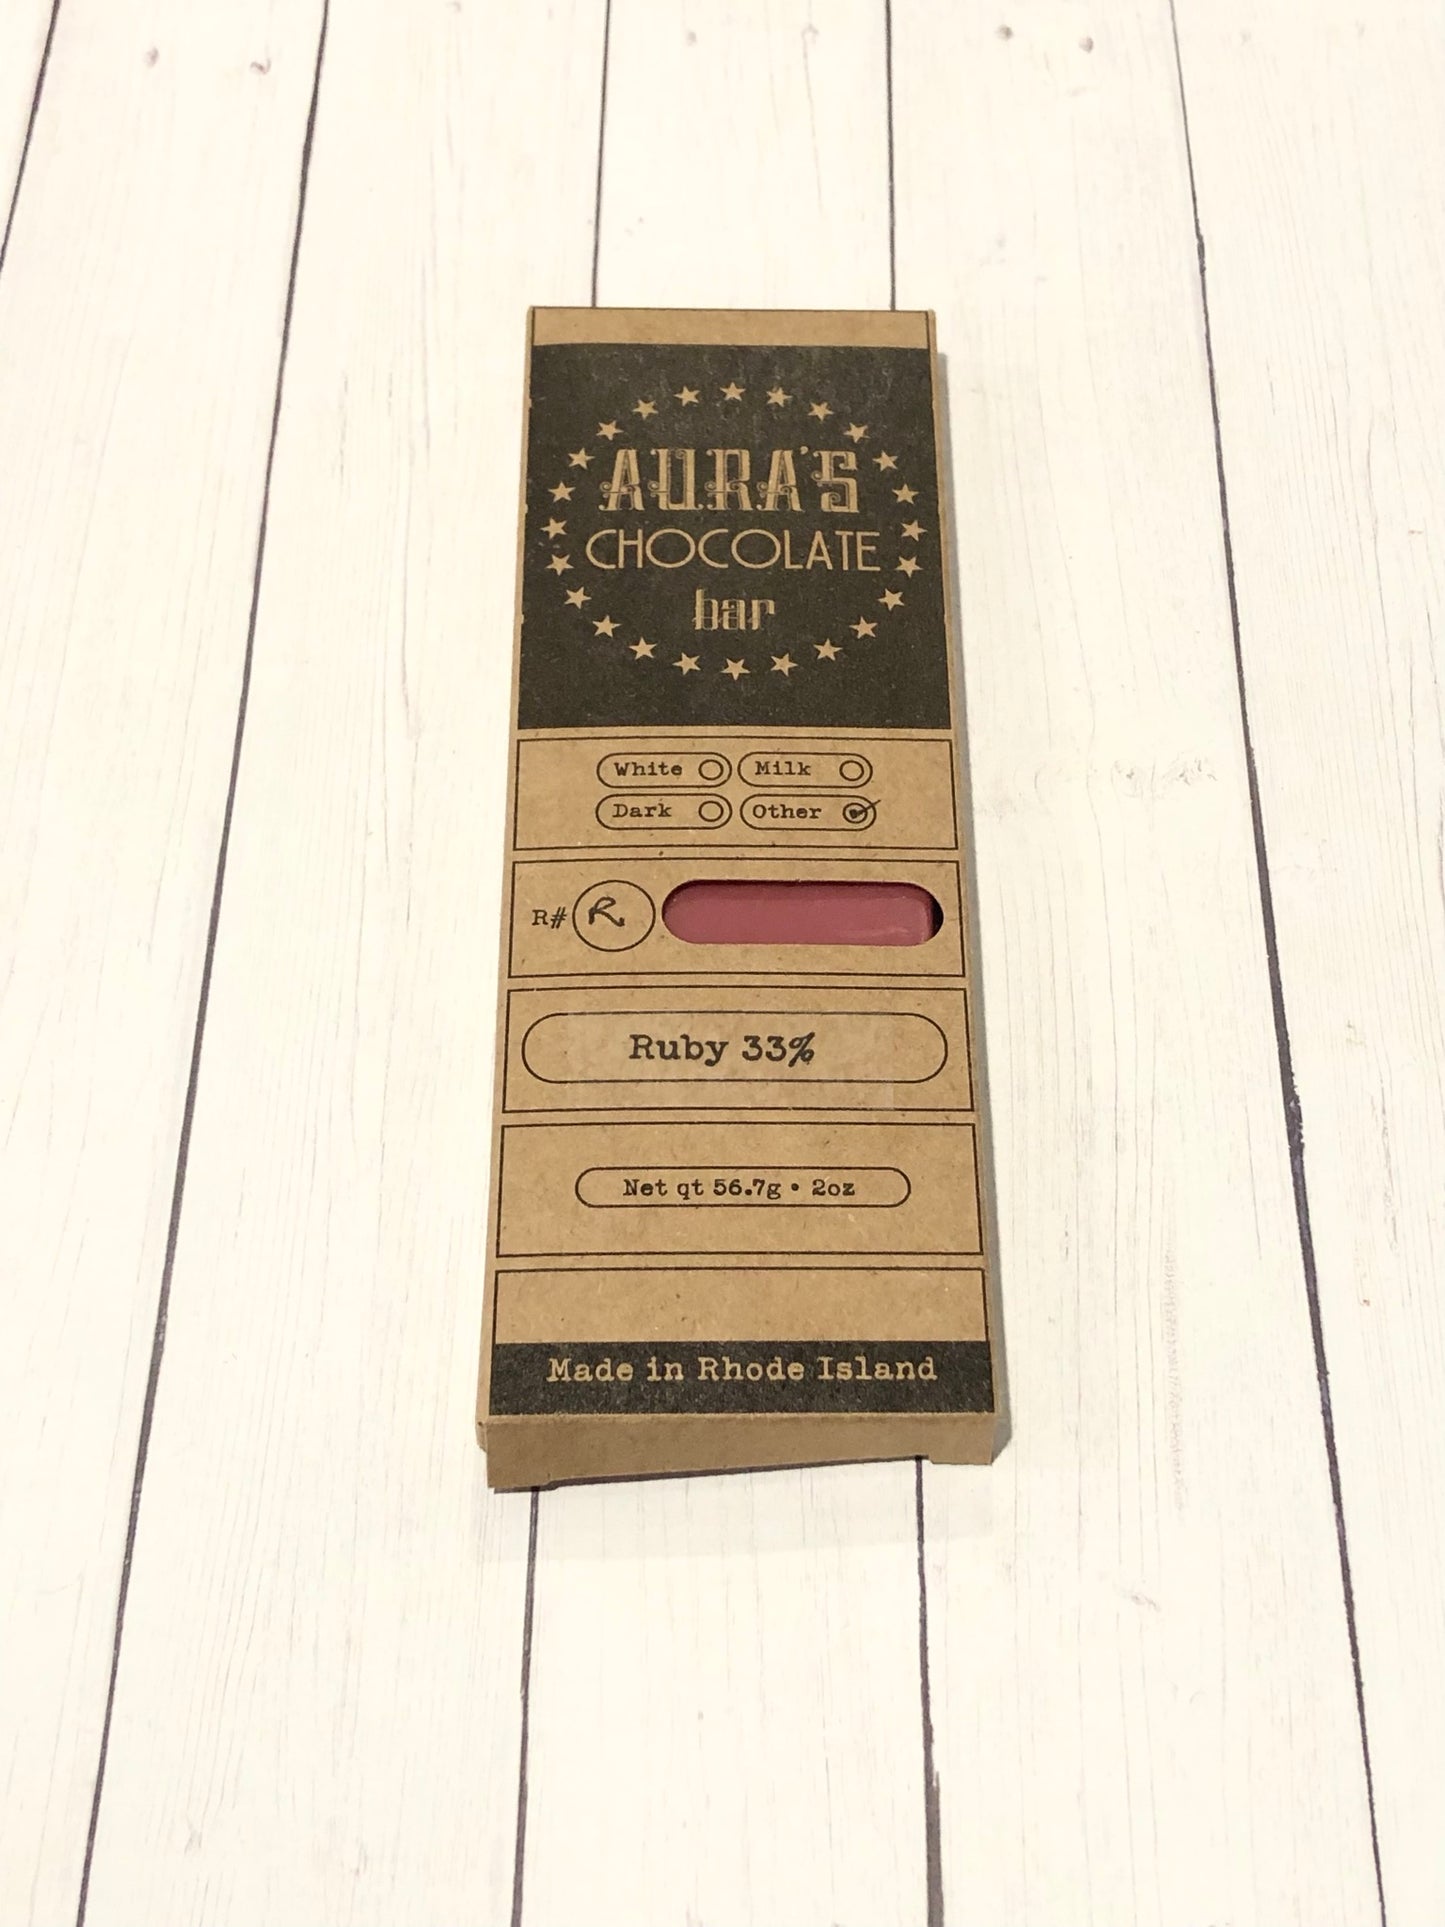 AURA'S
CHOCOLATE
bar
White Milk
Dark Other
R# R
Ruby 33%
Net qt 56.7g • 2oz
Made in Rhode Island